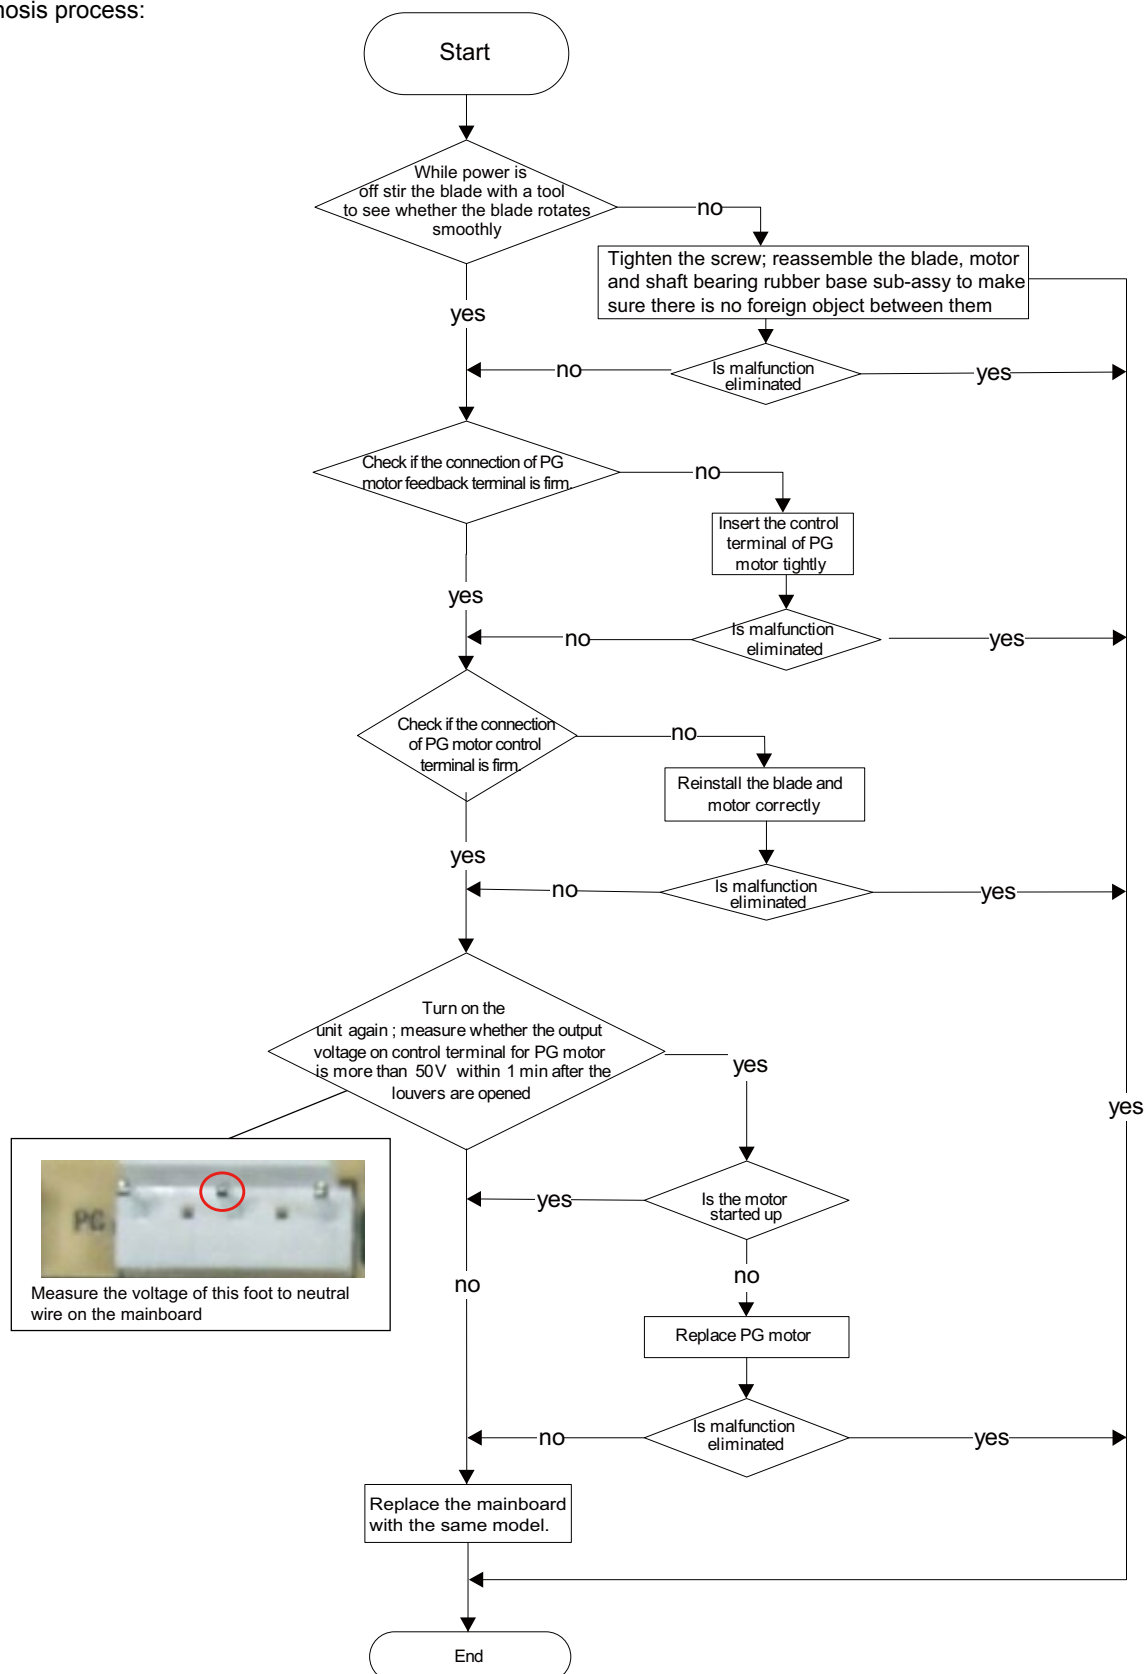 nosis process:
Start
While power is
off stir the blade with a tool
to see whether the blade rotates
smoothly
no
Tighten the screw; reassemble the blade, motor
and shaft bearing rubber base sub-assy to make
sure there is no foreign object between them
yes
Is malfunction
eliminated
no
yes
Check if the connection of PG
motor feedback terminal is firm.
no
Insert the control
terminal of PG
motor tightly
yes
Is malfunction
eliminated
no
yes
Check if the connection
of PG motor control
terminal is firm.
no
Reinstall the blade and
motor correctly
yes
Is malfunction
eliminated
no
yes
Turn on the
unit again ; measure whether the output
voltage on control terminal for PG motor
is more than 50V within 1 min after the
louvers are opened
yes
yes
PG
Measure the voltage of this foot to neutral
wire on the mainboard
Is the motor
started up
yes
no
no
Replace PG motor
Is malfunction
eliminated
no
yes
Replace the mainboard
with the same model.
End